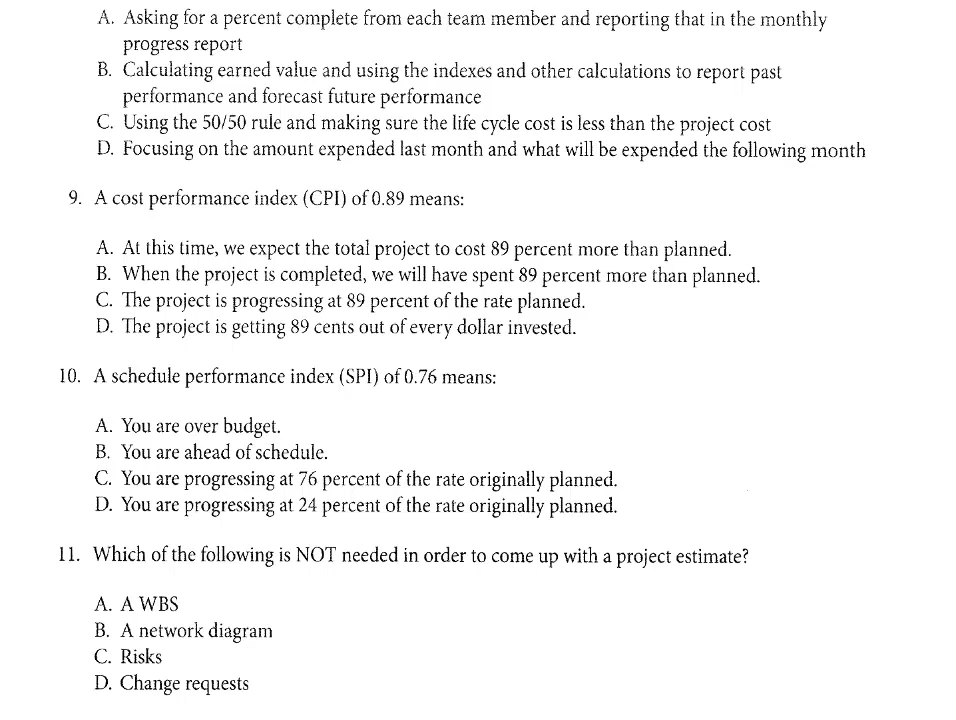 A. Asking for a percent complete from each team member and reporting that in the monthly
progress report
B. Calculating earned value and using the indexes and other calculations to report past
performance and forecast future performance
C. Using the 50/50 rule and making sure the life cycle cost is less than the project cost
D. Focusing on the amount expended last month and what will be expended the following month
9. A cost performance index (CPI) of 0.89 means:
A. At this time, we expect the total project to cost 89 percent more than planned.
B. When the project is completed, we will have spent 89 percent more than planned.
C. The project is progressing at 89 percent of the rate planned.
D. The project is getting 89 cents out of every dollar invested.
10. A schedule performance index (SPI) of 0.76 means:
A. You are over budget.
B. You are ahead of schedule.
C. You are progressing at 76 percent of the rate originally planned.
D. You are progressing at 24 percent of the rate originally planned.
11. Which of the following is NOT needed in order to come up with a project estimate?
A. A WBS
B. A network diagram
C. Risks
D. Change requests